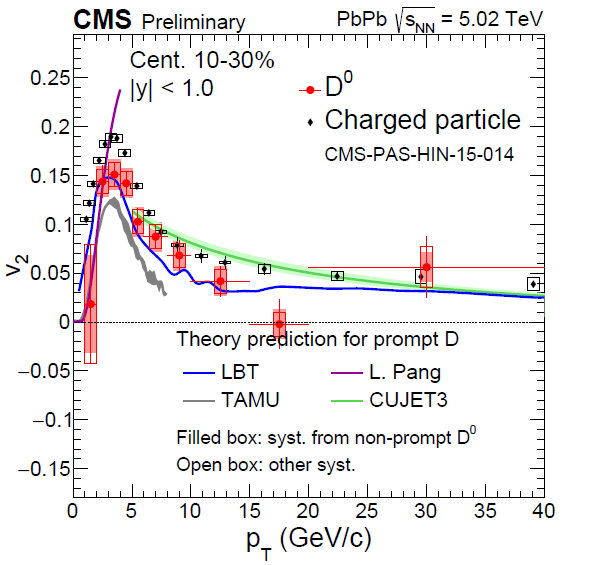 CMS Preliminary PbPb √s_NN = 5.02 TeV
Cent. 10-30%
|y| < 1.0
D⁰
Charged particle
CMS-PAS-HIN-15-014
v₂
0.25
0.2
0.15
0.1
0.05
0
−0.05
−0.1
−0.15
Theory prediction for prompt D
LBT L. Pang
TAMU CUJET3
Filled box: syst. from non-prompt D⁰
Open box: other syst.
0 5 10 15 20 25 30 35 40
p_T (GeV/c)